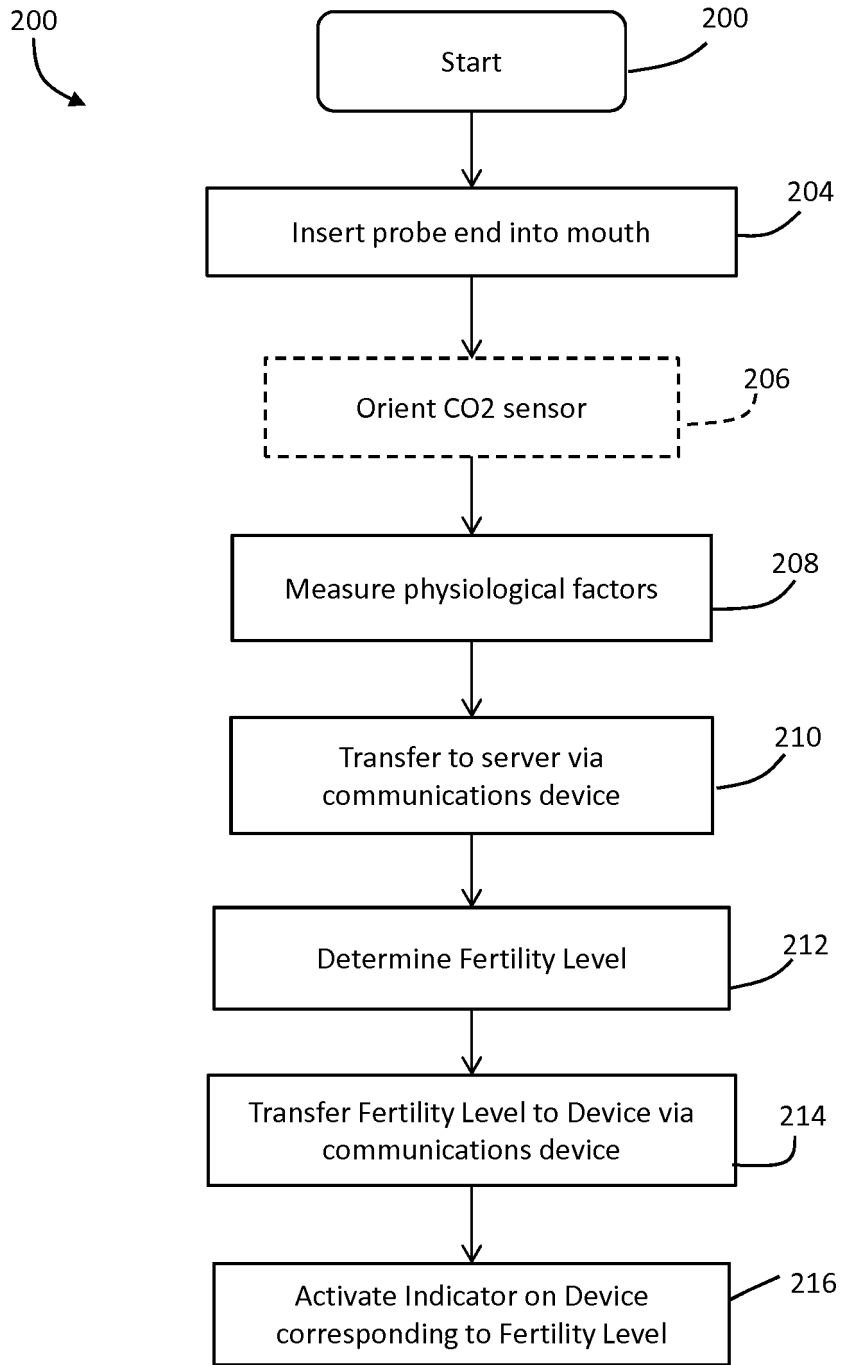 200
200
Start
204
Insert probe end into mouth
206
Orient CO2 sensor
208
Measure physiological factors
210
Transfer to server via
communications device
212
Determine Fertility Level
214
Transfer Fertility Level to Device via
communications device
216
Activate Indicator on Device
corresponding to Fertility Level